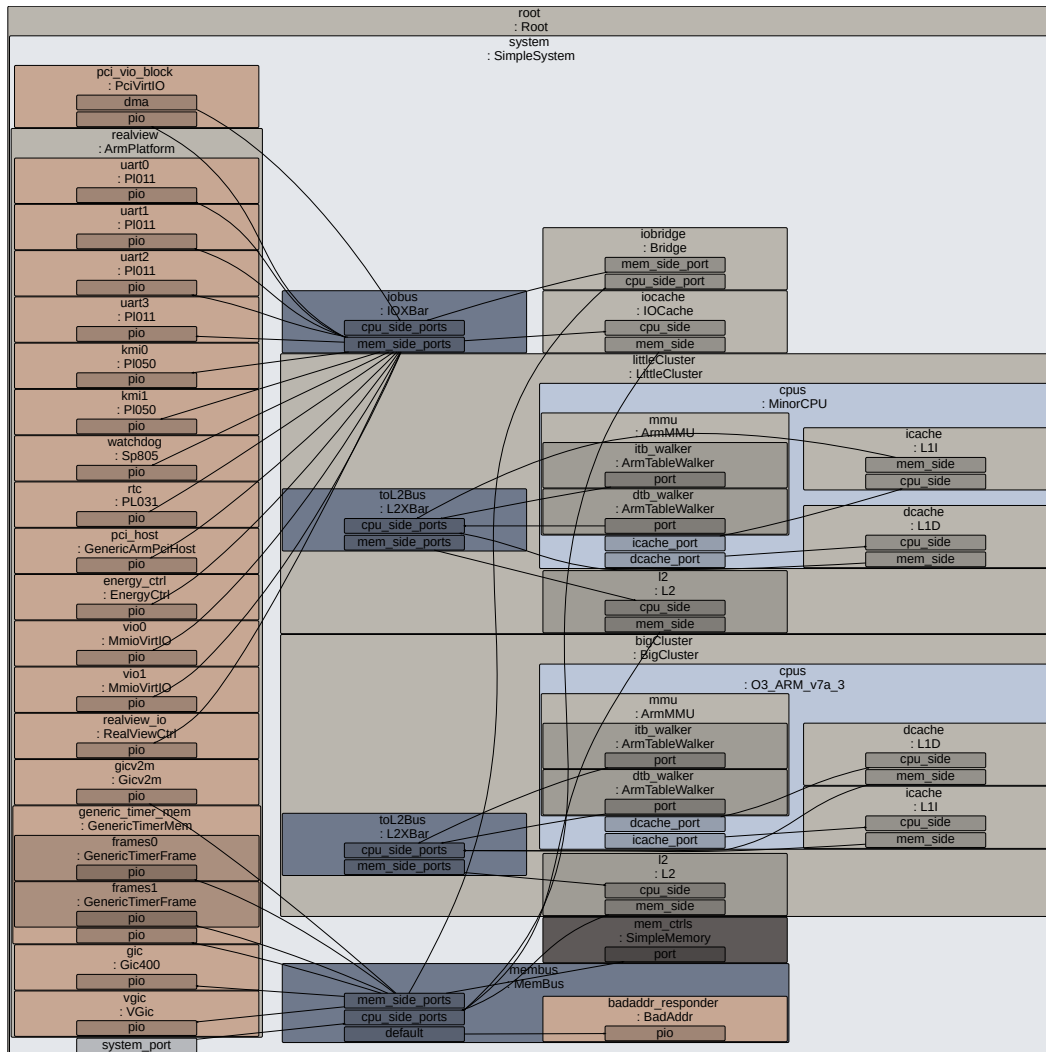 root
: Root
system
: SimpleSystem
pci_vio_block
: PciVirtIO
dma
pio
realview
: ArmPlatform
uart0
: Pl011
pio
uart1
: Pl011
pio
uart2
: Pl011
pio
uart3
: Pl011
pio
kmi0
: Pl050
pio
kmi1
: Pl050
pio
watchdog
: Sp805
pio
rtc
: PL031
pio
pci_host
: GenericArmPciHost
pio
energy_ctrl
: EnergyCtrl
pio
vio0
: MmioVirtIO
pio
vio1
: MmioVirtIO
pio
realview_io
: RealViewCtrl
pio
gicv2m
: Gicv2m
pio
generic_timer_mem
: GenericTimerMem
frames0
: GenericTimerFrame
pio
frames1
: GenericTimerFrame
pio
pio
gic
: Gic400
pio
vgic
: VGic
pio
system_port
iobus
: IOXBar
cpu_side_ports
mem_side_ports
iobridge
: Bridge
mem_side_port
cpu_side_port
iocache
: IOCache
cpu_side
mem_side
littleCluster
: LittleCluster
cpus
: MinorCPU
mmu
: ArmMMU
itb_walker
: ArmTableWalker
port
dtb_walker
: ArmTableWalker
port
icache_port
dcache_port
icache
: L1I
mem_side
cpu_side
dcache
: L1D
cpu_side
mem_side
toL2Bus
: L2XBar
cpu_side_ports
mem_side_ports
l2
: L2
cpu_side
mem_side
bigCluster
: BigCluster
cpus
: O3_ARM_v7a_3
mmu
: ArmMMU
itb_walker
: ArmTableWalker
port
dtb_walker
: ArmTableWalker
port
dcache_port
icache_port
dcache
: L1D
cpu_side
mem_side
icache
: L1I
cpu_side
mem_side
toL2Bus
: L2XBar
cpu_side_ports
mem_side_ports
l2
: L2
cpu_side
mem_side
mem_ctrls
: SimpleMemory
port
membus
: MemBus
mem_side_ports
cpu_side_ports
default
badaddr_responder
: BadAddr
pio